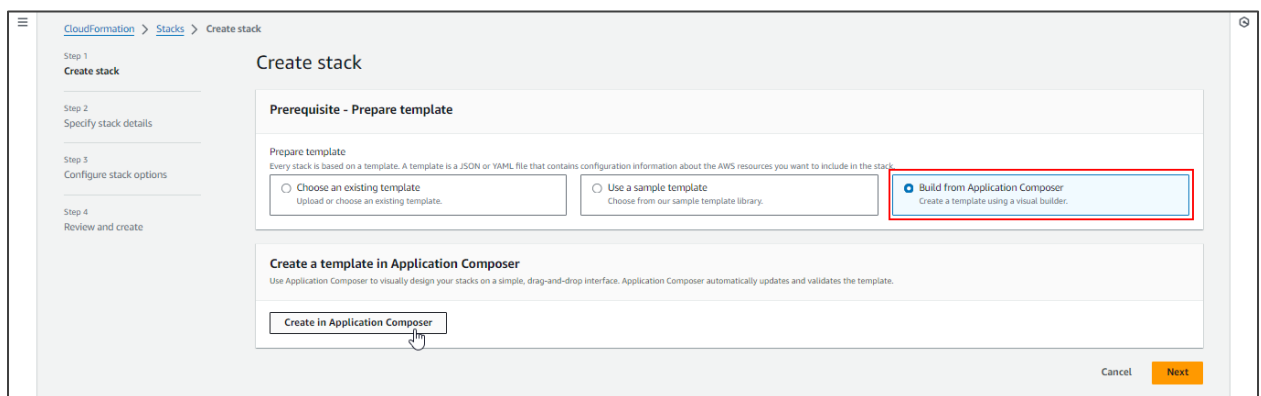 CloudFormation > Stacks > Create stack
Step 1
Create stack
Step 2
Specify stack details
Step 3
Configure stack options
Step 4
Review and create
Create stack
Prerequisite - Prepare template
Prepare template
Every stack is based on a template. A template is a JSON or YAML file that contains configuration information about the AWS resources you want to include in the stack.
Choose an existing template
Upload or choose an existing template.
Use a sample template
Choose from our sample template library.
Build from Application Composer
Create a template using a visual builder.
Create a template in Application Composer
Use Application Composer to visually design your stacks on a simple, drag-and-drop interface. Application Composer automatically updates and validates the template.
Create in Application Composer
Cancel
Next